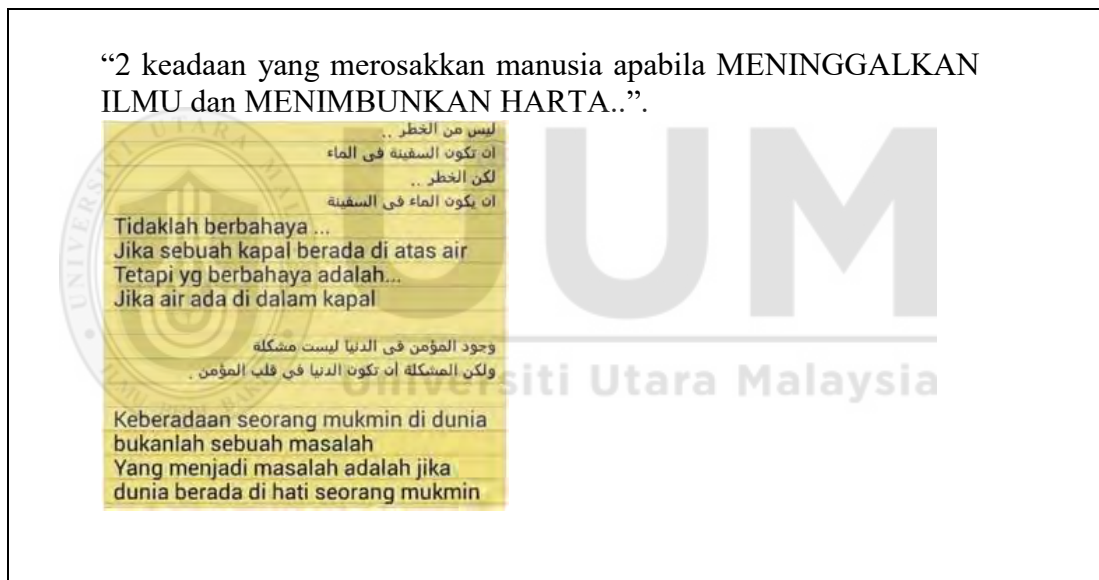 “2 keadaan yang merosakkan manusia apabila MENINGGALKAN
ILMU dan MENIMBUNKAN HARTA..”.
ليس من الخطر ..
ان تكون السفينة فى الماء
لكن الخطر ..
ان يكون الماء فى السفينة
Tidaklah berbahaya ...
Jika sebuah kapal berada di atas air
Tetapi yg berbahaya adalah...
Jika air ada di dalam kapal
وجود المؤمن فى الدنيا ليست مشكلة
ولكن المشكلة أن تكون الدنيا في قلب المؤمن .
Keberadaan seorang mukmin di dunia
bukanlah sebuah masalah
Yang menjadi masalah adalah jika
dunia berada di hati seorang mukmin
UUM
Universiti Utara Malaysia